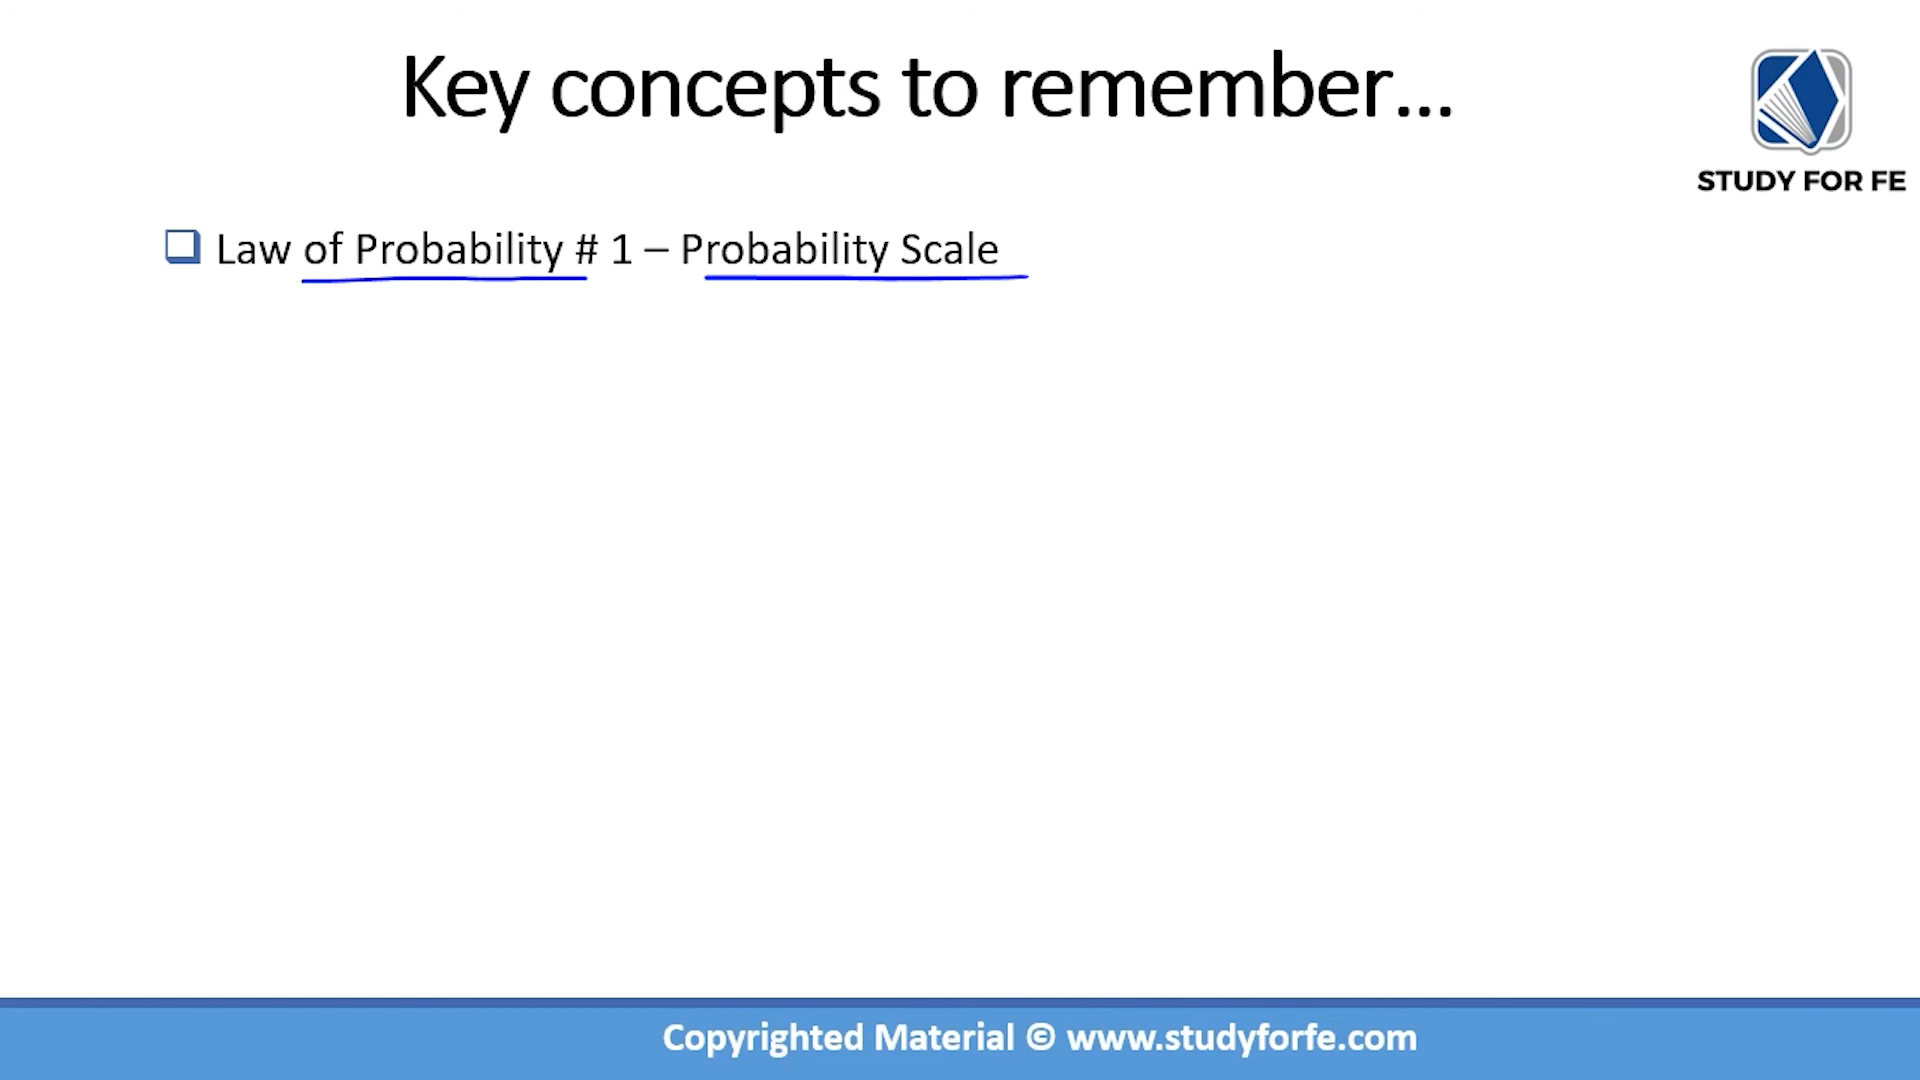 Key concepts to remember...
STUDY FOR FE
Law of Probability # 1 – Probability Scale
Copyrighted Material © www.studyforfe.com